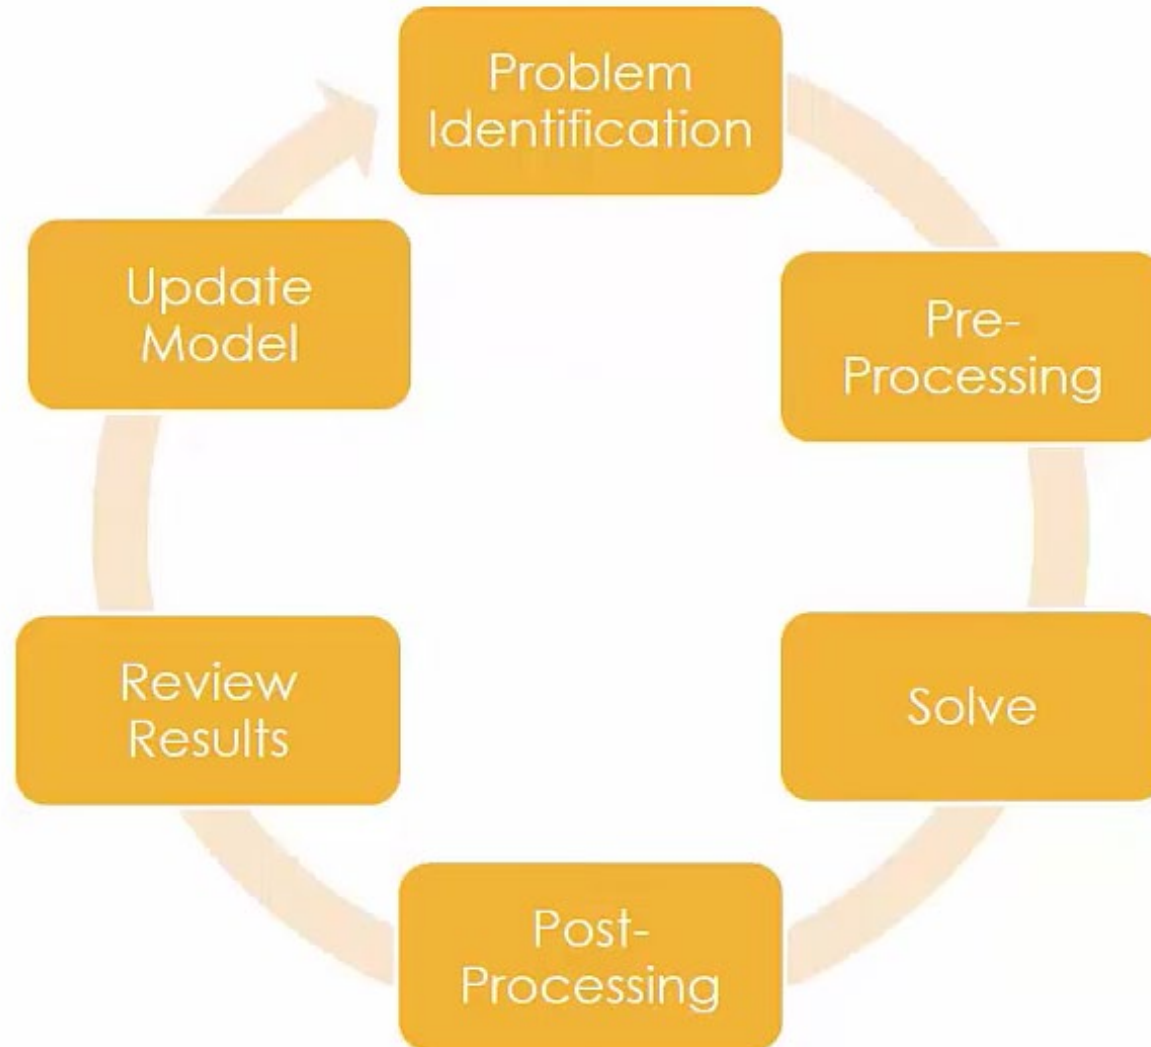 Problem
Identification
Pre-
Processing
Solve
Post-
Processing
Review
Results
Update
Model